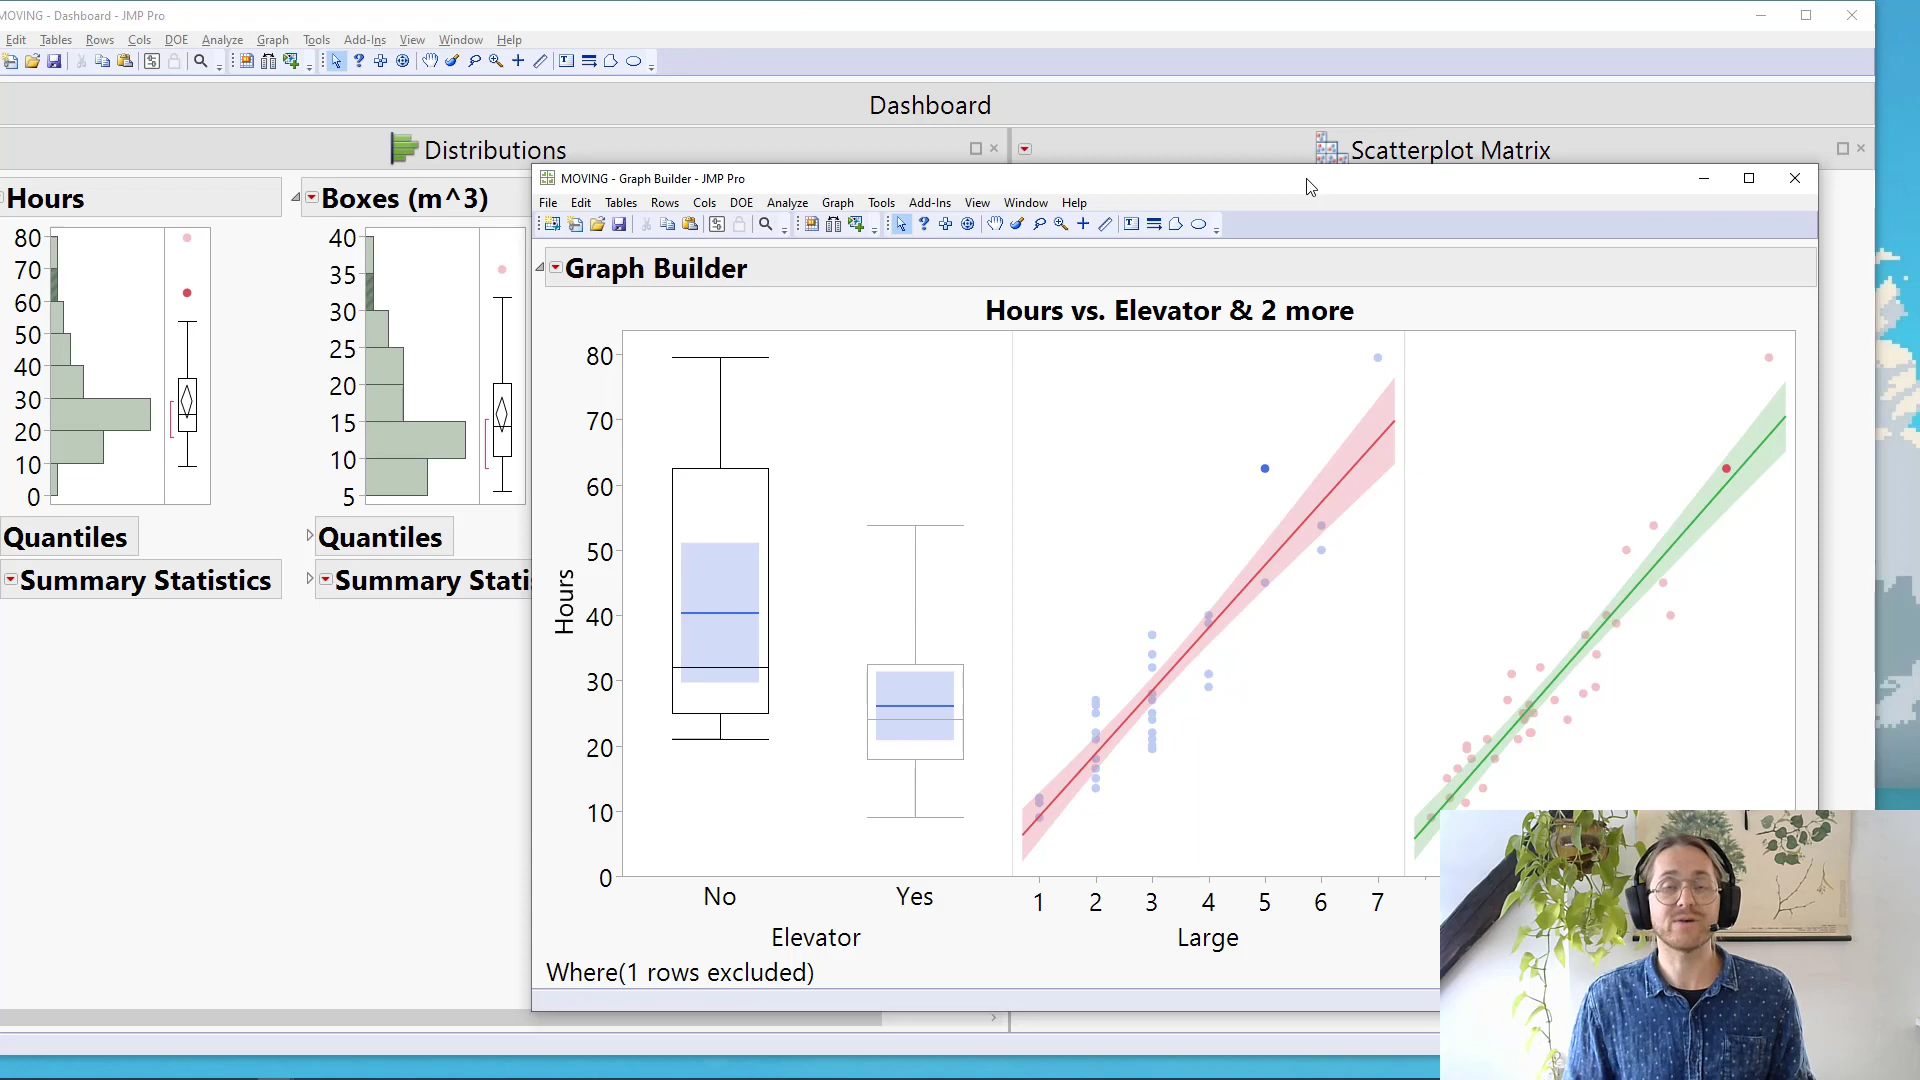 MOVING - Dashboard - JMP Pro
Edit Tables Rows Cols DOE Analyze Graph Tools Add-Ins View Window Help
Dashboard
Distributions
Scatterplot Matrix
Hours
80
70
60
50
40
30
20
10
0
Quantiles
Summary Statistics
Boxes (m^3)
40
35
30
25
20
15
10
5
Quantiles
Summary Stati
MOVING - Graph Builder - JMP Pro
File Edit Tables Rows Cols DOE Analyze Graph Tools Add-Ins View Window Help
Graph Builder
Hours vs. Elevator & 2 more
Hours
80
70
60
50
40
30
20
10
0
No Yes
Elevator
1 2 3 4 5 6 7
Large
Where(1 rows excluded)